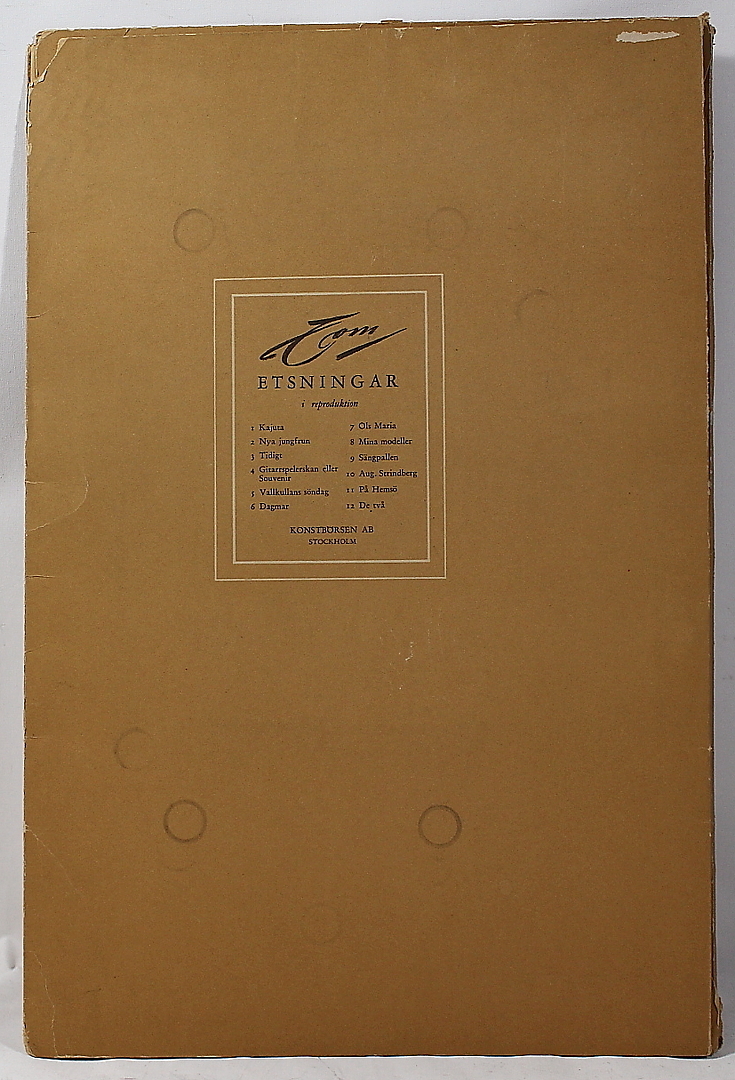 Zorn
ETSNINGAR
i reproduktion
1 Kajuta
2 Nya jungfrun
3 Tidigt
4 Gitarrspelerskan eller
Souvenir
5 Vallkullans söndag
6 Dagmar
7 Ols Maria
8 Mina modeller
9 Sängpallen
10 Aug. Strindberg
11 På Hemsö
12 De två
KONSTBÖRSEN AB
STOCKHOLM